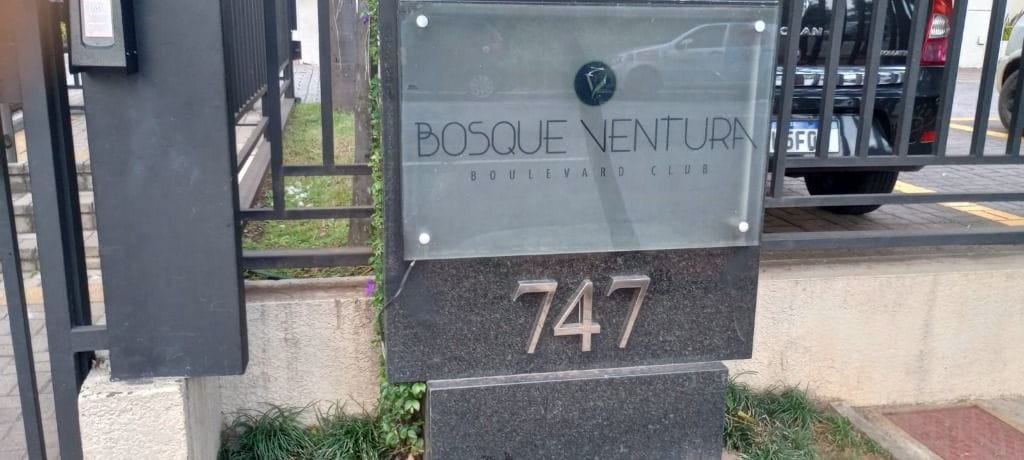 BOSQUE VENTURA
BOULEVARD CLUB
747